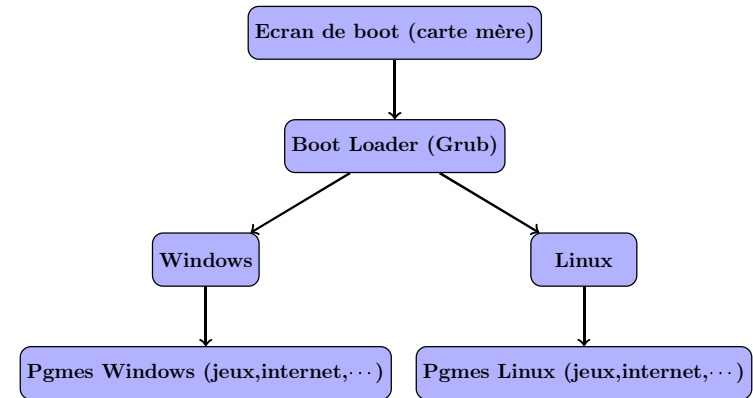 Ecran de boot (carte mère)
Boot Loader (Grub)
Windows
Linux
Pgmes Windows (jeux,internet,⋯)
Pgmes Linux (jeux,internet,⋯)